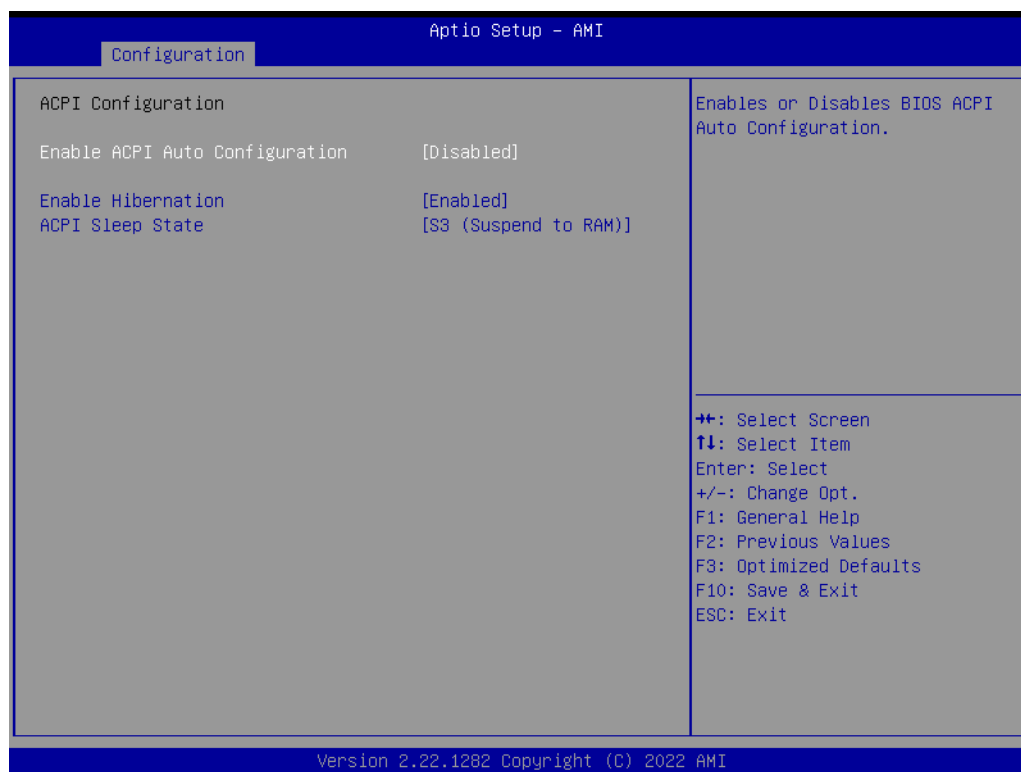 Aptio Setup - AMI
Configuration
ACPI Configuration
Enable ACPI Auto Configuration [Disabled]
Enable Hibernation [Enabled]
ACPI Sleep State [S3 (Suspend to RAM)]
Enables or Disables BIOS ACPI
Auto Configuration.
→←: Select Screen
↑↓: Select Item
Enter: Select
+/-: Change Opt.
F1: General Help
F2: Previous Values
F3: Optimized Defaults
F10: Save & Exit
ESC: Exit
Version 2.22.1282 Copyright (C) 2022 AMI